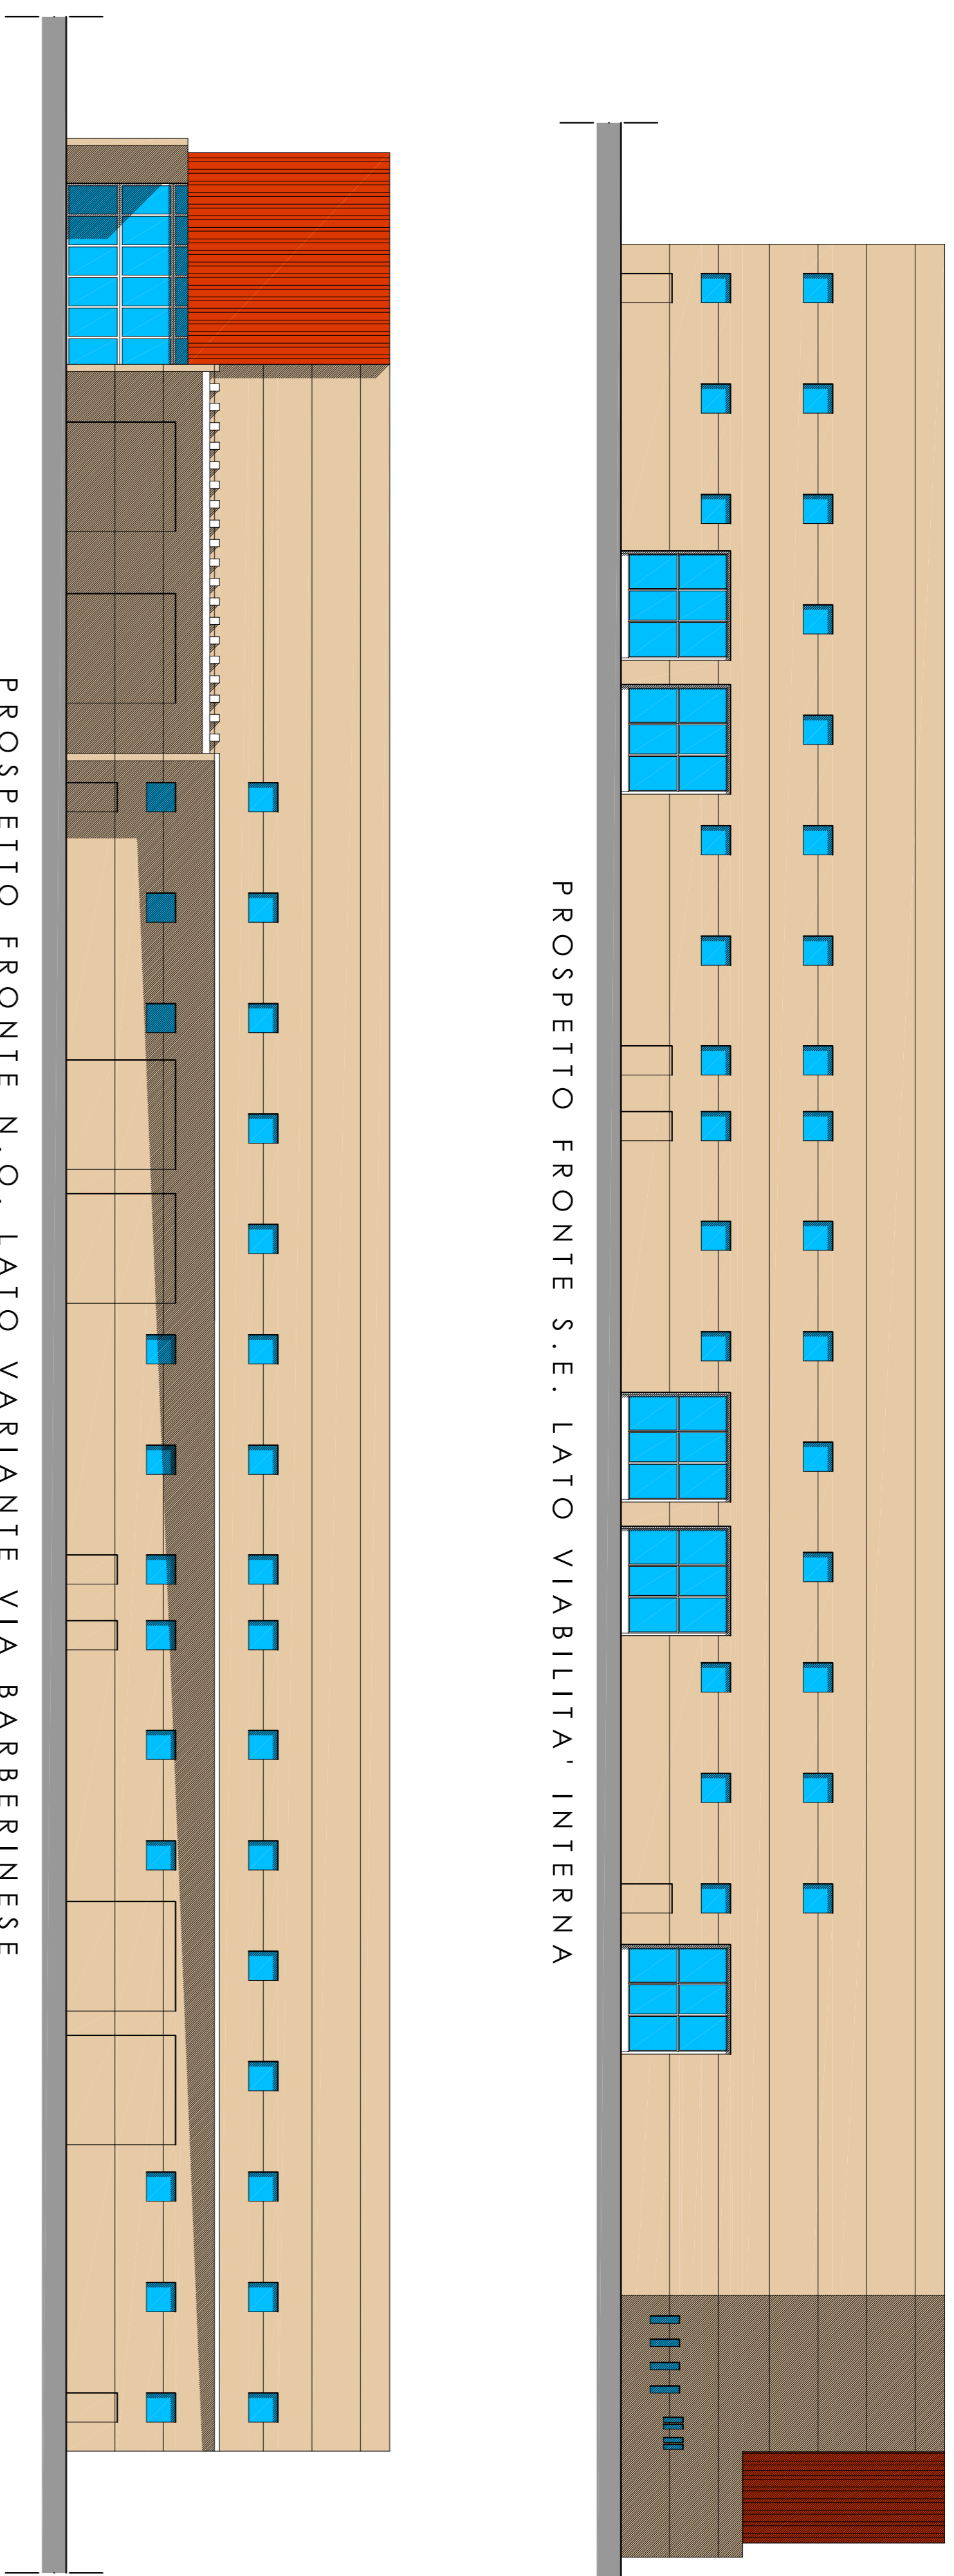 PROSPETTO FRONTE N.O. LATO VARIANTE VIA BARBERINESE
PROSPETTO FRONTE S.E. LATO VIABILITA' INTERNA